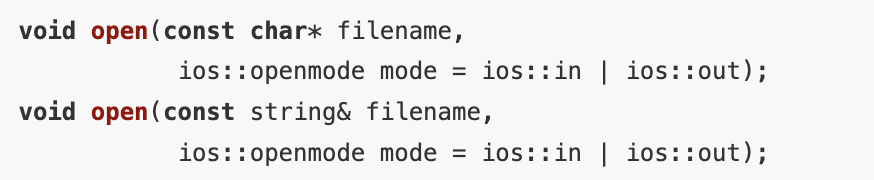 void open(const char* filename,
          ios::openmode mode = ios::in | ios::out);
void open(const string& filename,
          ios::openmode mode = ios::in | ios::out);